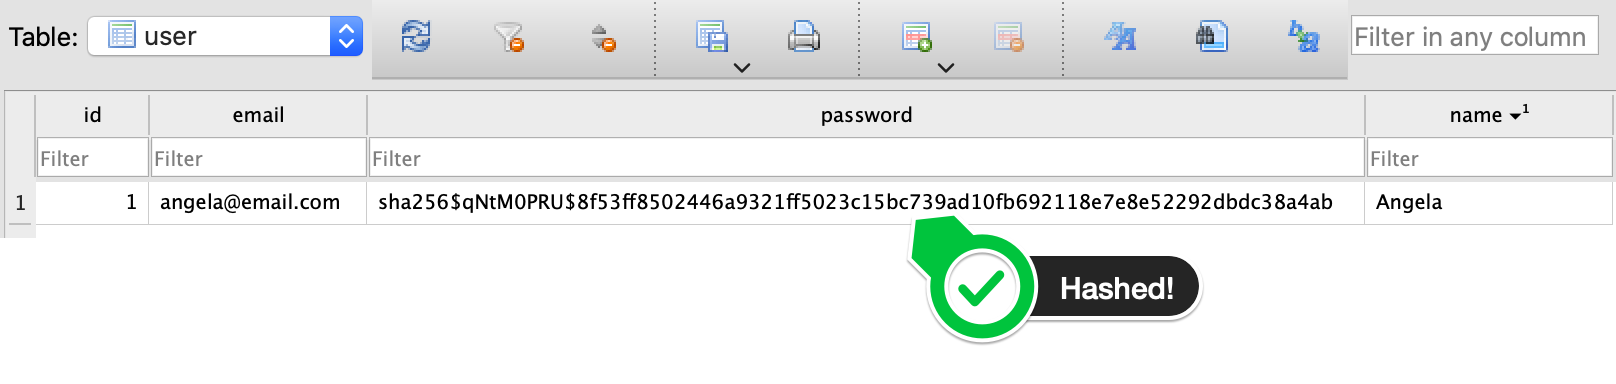 Table: user Filter in any column
id email password name 1
Filter Filter Filter Filter
1 1 angela@email.com sha256$qNtM0PRU$8f53ff8502446a9321ff5023c15bc739ad10fb692118e7e8e52292dbdc38a4ab Angela
Hashed!